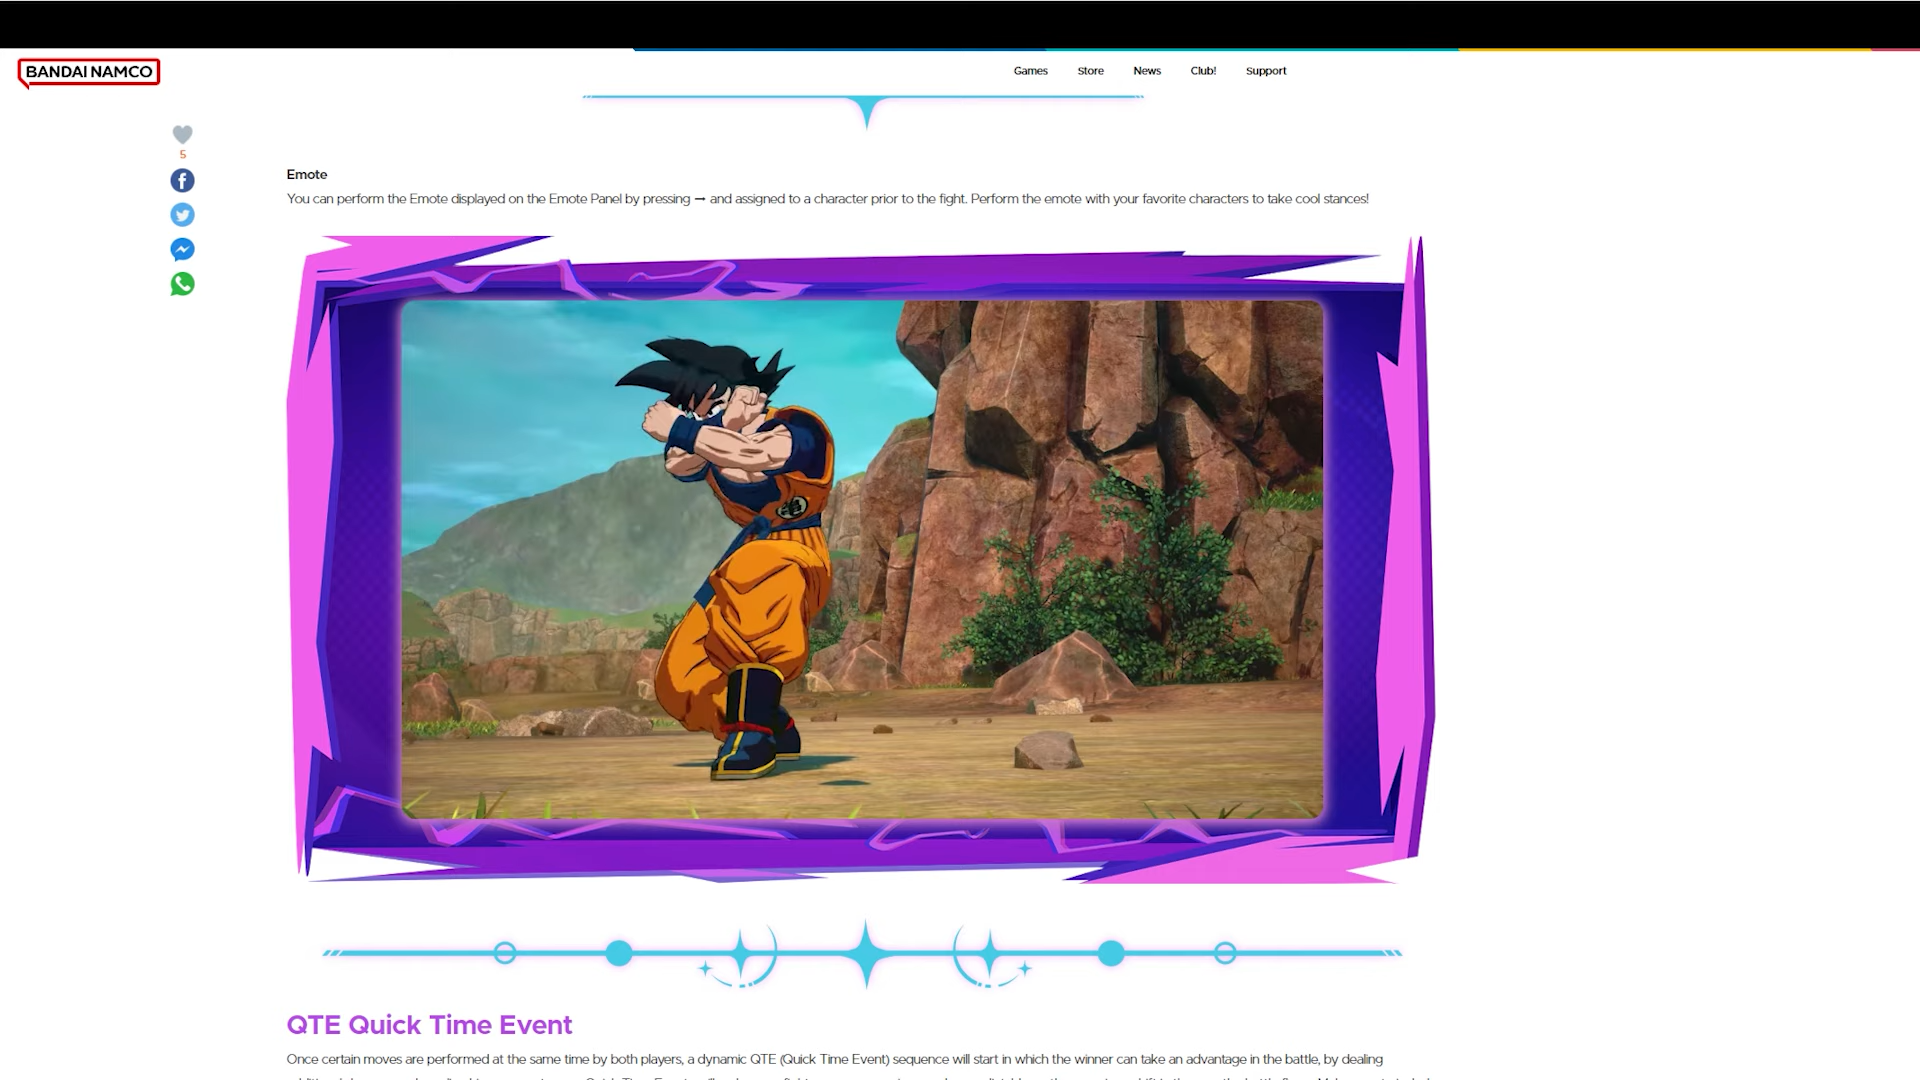 BANDAI NAMCO
Games Store News Club! Support
5
Emote
You can perform the Emote displayed on the Emote Panel by pressing → and assigned to a character prior to the fight. Perform the emote with your favorite characters to take cool stances!
QTE Quick Time Event
Once certain moves are performed at the same time by both players, a dynamic QTE (Quick Time Event) sequence will start in which the winner can take an advantage in the battle, by dealing